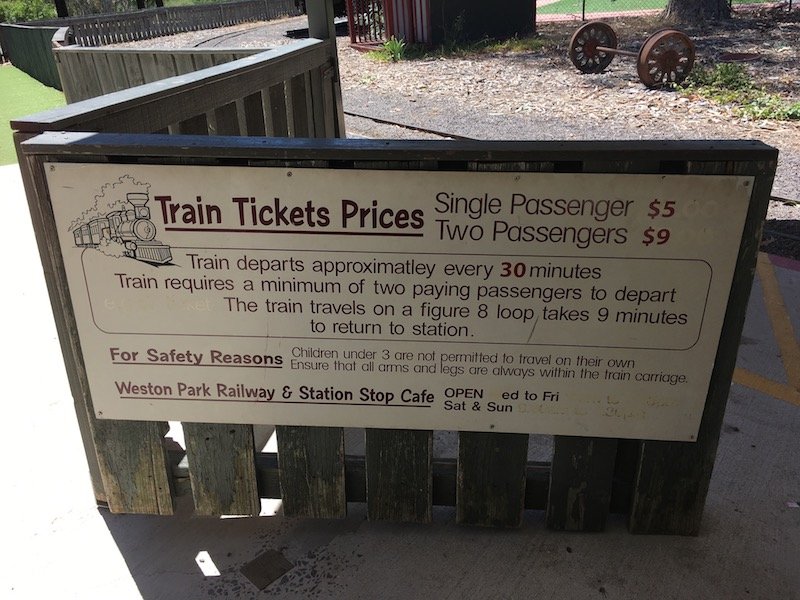 Train Tickets Prices
Single Passenger $5
Two Passengers $9
Train departs approximatley every 30 minutes
Train requires a minimum of two paying passengers to depart
The train travels on a figure 8 loop takes 9 minutes
to return to station.
For Safety Reasons
Children under 3 are not permitted to travel on their own
Ensure that all arms and legs are always within the train carriage.
Weston Park Railway & Station Stop Cafe
OPEN ed to Fri
Sat & Sun